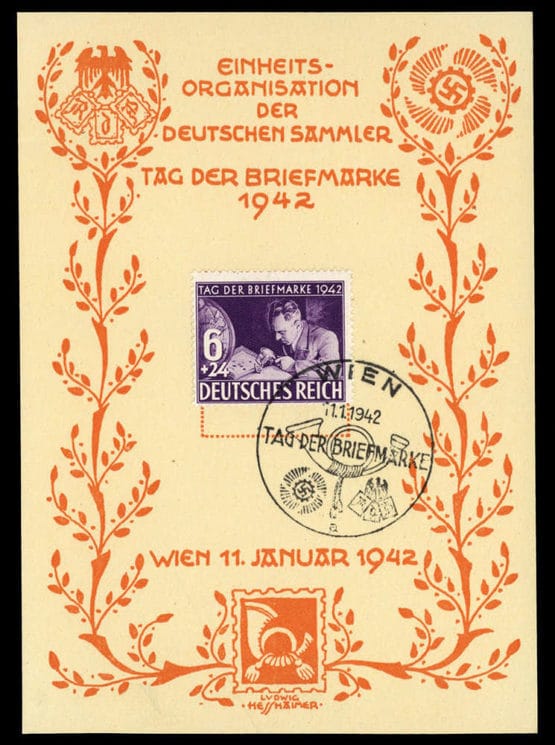 EINHEITS-
ORGANISATION
DER
DEUTSCHEN SAMMLER
TAG DER BRIEFMARKE
1942
TAG DER BRIEFMARKE 1942
6
+24
DEUTSCHES REICH
WIEN
11.1.1942
TAG DER BRIEFMARKE
a
WIEN 11. JANUAR 1942
LUDWIG
·HESSHAIMER·